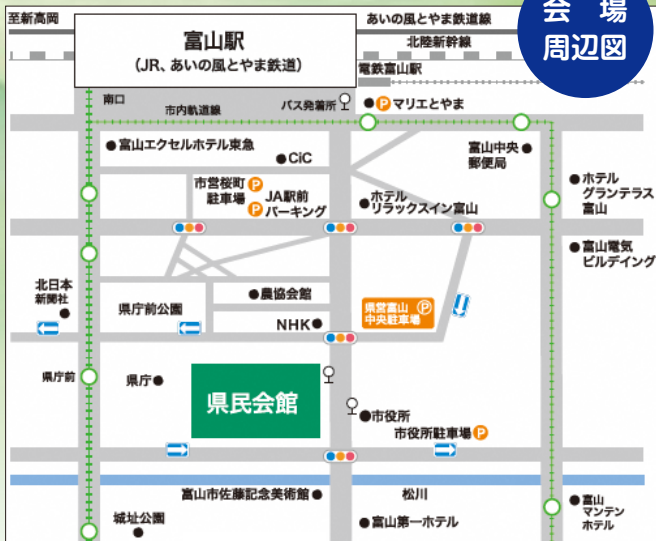 会 場
周辺図
至新高岡
あいの風とやま鉄道線
北陸新幹線
富山駅
(JR、あいの風とやま鉄道)
電鉄富山駅
南口
市内軌道線
バス発着所
P マリエとやま
富山エクセルホテル東急
CiC
富山中央
郵便局
市営桜町 P
駐車場
JA駅前
P パーキング
ホテル
リラックスイン富山
ホテル
グランテラス
富山
富山電気
ビルデイング
北日本
新聞社
県庁前公園
農協会館
NHK
県営富山 P
中央駐車場
県庁前
県庁
県民会館
市役所
市役所駐車場 P
富山市佐藤記念美術館
松川
城址公園
富山第一ホテル
富山
マンテン
ホテル